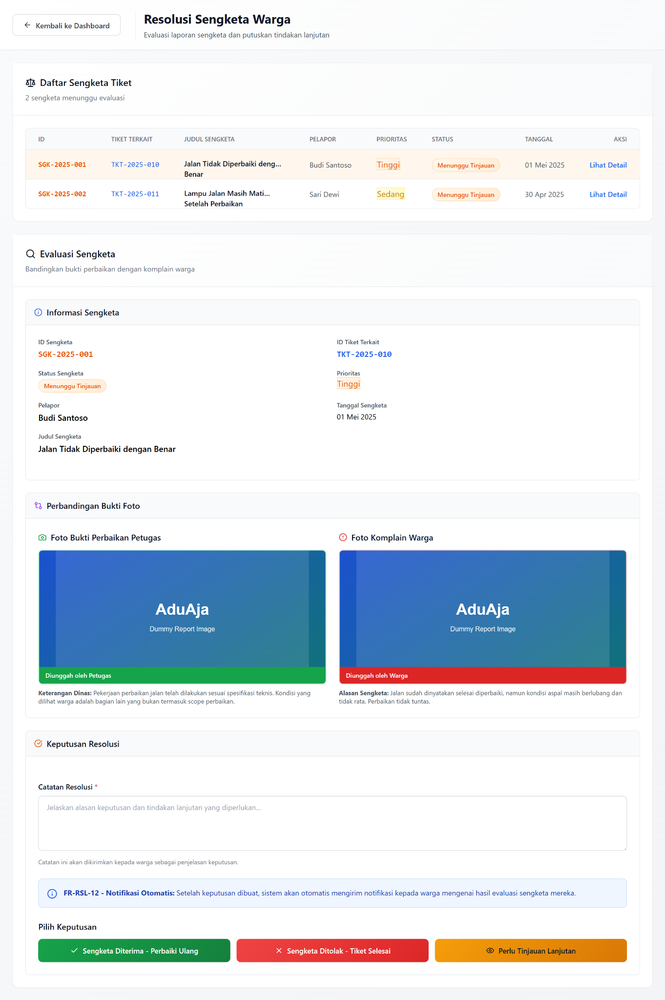 Kembali ke Dashboard
Resolusi Sengketa Warga
Evaluasi laporan sengketa dan putuskan tindakan lanjutan
Daftar Sengketa Tiket
2 sengketa menunggu evaluasi
ID TIKET TERKAIT JUDUL SENGKETA PELAPOR PRIORITAS STATUS TANGGAL AKSI
SGK-2025-001 TKT-2025-010 Jalan Tidak Diperbaiki deng... Benar Budi Santoso Tinggi Menunggu Tinjauan 01 Mei 2025 Lihat Detail
SGK-2025-002 TKT-2025-011 Lampu Jalan Masih Mati... Setelah Perbaikan Sari Dewi Sedang Menunggu Tinjauan 30 Apr 2025 Lihat Detail
Evaluasi Sengketa
Bandingkan bukti perbaikan dengan komplain warga
Informasi Sengketa
ID Sengketa
SGK-2025-001
ID Tiket Terkait
TKT-2025-010
Status Sengketa
Menunggu Tinjauan
Prioritas
Tinggi
Pelapor
Budi Santoso
Tanggal Sengketa
01 Mei 2025
Judul Sengketa
Jalan Tidak Diperbaiki dengan Benar
Perbandingan Bukti Foto
Foto Bukti Perbaikan Petugas
AduAja
Dummy Report Image
Diunggah oleh Petugas
Keterangan Dinas: Pekerjaan perbaikan jalan telah dilakukan sesuai spesifikasi teknis. Kondisi yang
dilihat warga adalah bagian lain yang bukan termasuk scope perbaikan.
Foto Komplain Warga
AduAja
Dummy Report Image
Diunggah oleh Warga
Alasan Sengketa: Jalan sudah dinyatakan selesai diperbaiki, namun kondisi aspal masih berlubang dan
tidak rata. Perbaikan tidak tuntas.
Keputusan Resolusi
Catatan Resolusi *
Jelaskan alasan keputusan dan tindakan lanjutan yang diperlukan...
Catatan ini akan dikirimkan kepada warga sebagai penjelasan keputusan.
FR-RSL-12 - Notifikasi Otomatis: Setelah keputusan dibuat, sistem akan otomatis mengirim notifikasi kepada warga mengenai hasil evaluasi sengketa mereka.
Pilih Keputusan
Sengketa Diterima - Perbaiki Ulang
Sengketa Ditolak - Tiket Selesai
Perlu Tinjauan Lanjutan